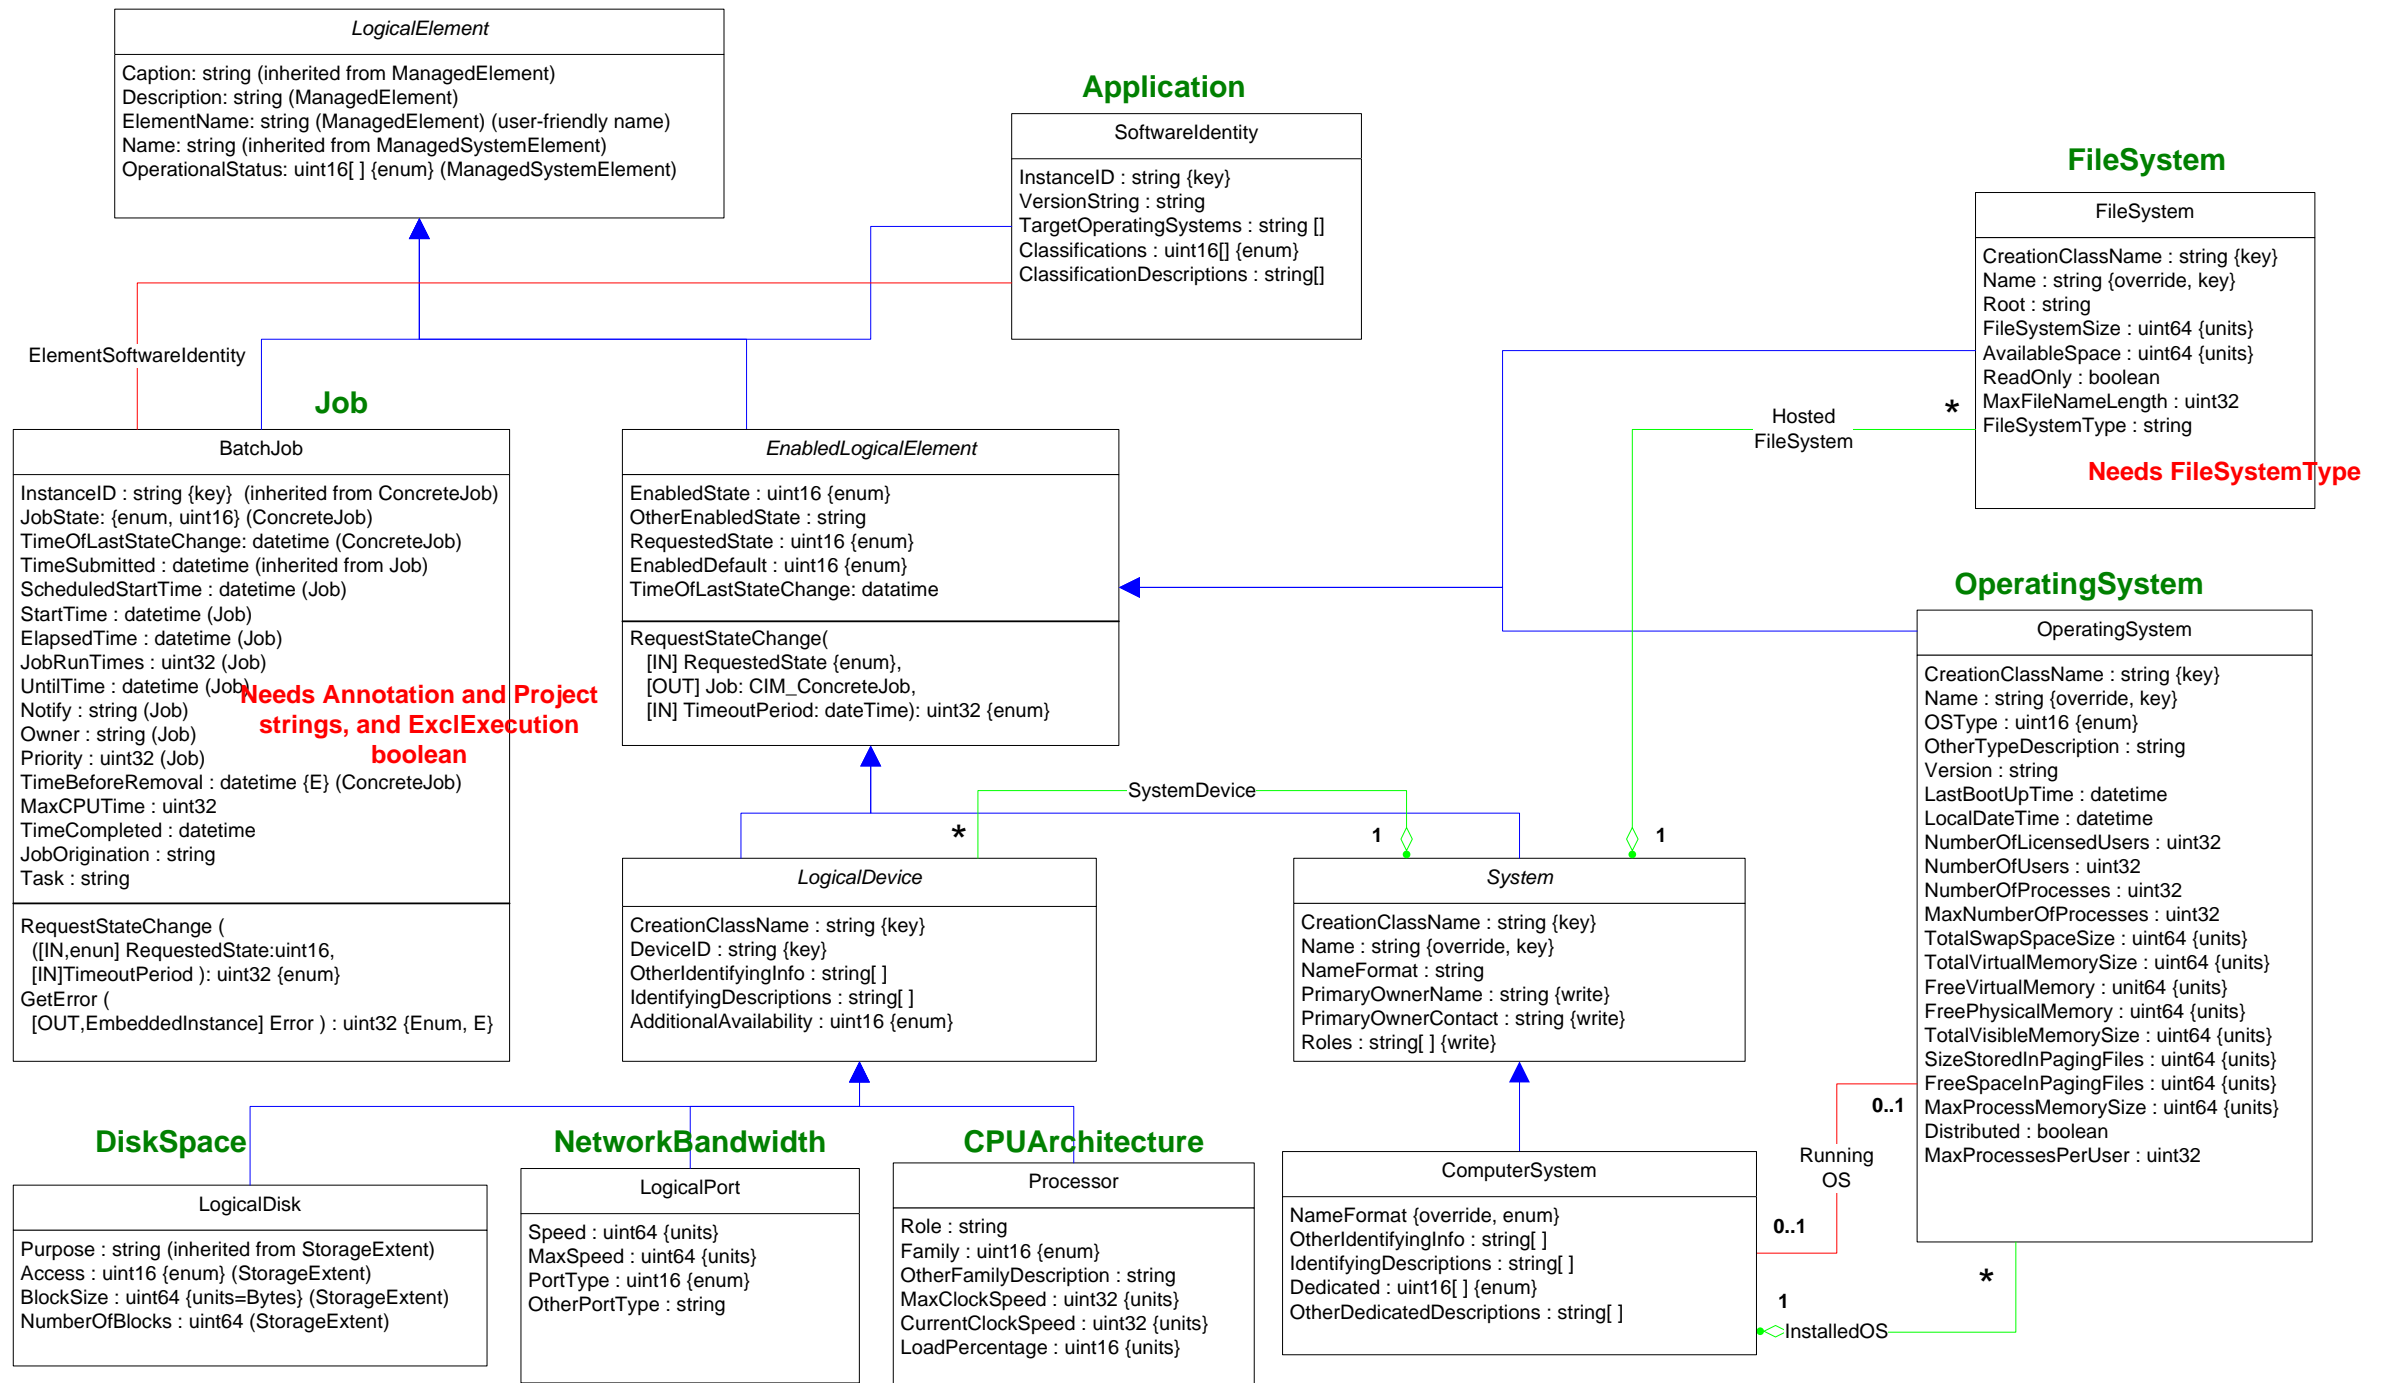 LogicalElement
Caption: string (inherited from ManagedElement)
Description: string (ManagedElement)
ElementName: string (ManagedElement) (user-friendly name)
Name: string (inherited from ManagedSystemElement)
OperationalStatus: uint16[ ] {enum} (ManagedSystemElement)
Application
SoftwareIdentity
InstanceID : string {key}
VersionString : string
TargetOperatingSystems : string []
Classifications : uint16[] {enum}
ClassificationDescriptions : string[]
FileSystem
FileSystem
CreationClassName : string {key}
Name : string {override, key}
Root : string
FileSystemSize : uint64 {units}
AvailableSpace : uint64 {units}
ReadOnly : boolean
MaxFileNameLength : uint32
FileSystemType : string
Needs FileSystemType
ElementSoftwareIdentity
Hosted
FileSystem
*
Job
BatchJob
InstanceID : string {key}  (inherited from ConcreteJob)
JobState: {enum, uint16} (ConcreteJob)
TimeOfLastStateChange: datetime (ConcreteJob)
TimeSubmitted : datetime (inherited from Job)
ScheduledStartTime : datetime (Job)
StartTime : datetime (Job)
ElapsedTime : datetime (Job)
JobRunTimes : uint32 (Job)
UntilTime : datetime (Job)
Notify : string (Job)
Owner : string (Job)
Priority : uint32 (Job)
TimeBeforeRemoval : datetime {E} (ConcreteJob)
MaxCPUTime : uint32
TimeCompleted : datetime
JobOrigination : string
Task : string
Needs Annotation and Project
strings, and ExclExecution
boolean
RequestStateChange (
([IN,enun] RequestedState:uint16,
[IN]TimeoutPeriod ): uint32 {enum}
GetError (
[OUT,EmbeddedInstance] Error ) : uint32 {Enum, E}
EnabledLogicalElement
EnabledState : uint16 {enum}
OtherEnabledState : string
RequestedState : uint16 {enum}
EnabledDefault : uint16 {enum}
TimeOfLastStateChange: datatime
RequestStateChange(
[IN] RequestedState {enum},
[OUT] Job: CIM_ConcreteJob,
[IN] TimeoutPeriod: dateTime): uint32 {enum}
OperatingSystem
OperatingSystem
CreationClassName : string {key}
Name : string {override, key}
OSType : uint16 {enum}
OtherTypeDescription : string
Version : string
LastBootUpTime : datetime
LocalDateTime : datetime
NumberOfLicensedUsers : uint32
NumberOfUsers : uint32
NumberOfProcesses : uint32
MaxNumberOfProcesses : uint32
TotalSwapSpaceSize : uint64 {units}
TotalVirtualMemorySize : uint64 {units}
FreeVirtualMemory : unit64 {units}
FreePhysicalMemory : uint64 {units}
TotalVisibleMemorySize : uint64 {units}
SizeStoredInPagingFiles : uint64 {units}
FreeSpaceInPagingFiles : uint64 {units}
MaxProcessMemorySize : uint64 {units}
Distributed : boolean
MaxProcessesPerUser : uint32
SystemDevice
*
1
1
LogicalDevice
CreationClassName : string {key}
DeviceID : string {key}
OtherIdentifyingInfo : string[ ]
IdentifyingDescriptions : string[ ]
AdditionalAvailability : uint16 {enum}
System
CreationClassName : string {key}
Name : string {override, key}
NameFormat : string
PrimaryOwnerName : string {write}
PrimaryOwnerContact : string {write}
Roles : string[ ] {write}
DiskSpace
LogicalDisk
Purpose : string (inherited from StorageExtent)
Access : uint16 {enum} (StorageExtent)
BlockSize : uint64 {units=Bytes} (StorageExtent)
NumberOfBlocks : uint64 (StorageExtent)
NetworkBandwidth
LogicalPort
Speed : uint64 {units}
MaxSpeed : uint64 {units}
PortType : uint16 {enum}
OtherPortType : string
CPUArchitecture
Processor
Role : string
Family : uint16 {enum}
OtherFamilyDescription : string
MaxClockSpeed : uint32 {units}
CurrentClockSpeed : uint32 {units}
LoadPercentage : uint16 {units}
ComputerSystem
NameFormat {override, enum}
OtherIdentifyingInfo : string[ ]
IdentifyingDescriptions : string[ ]
Dedicated : uint16[ ] {enum}
OtherDedicatedDescriptions : string[ ]
0..1
Running
OS
0..1
*
1
InstalledOS